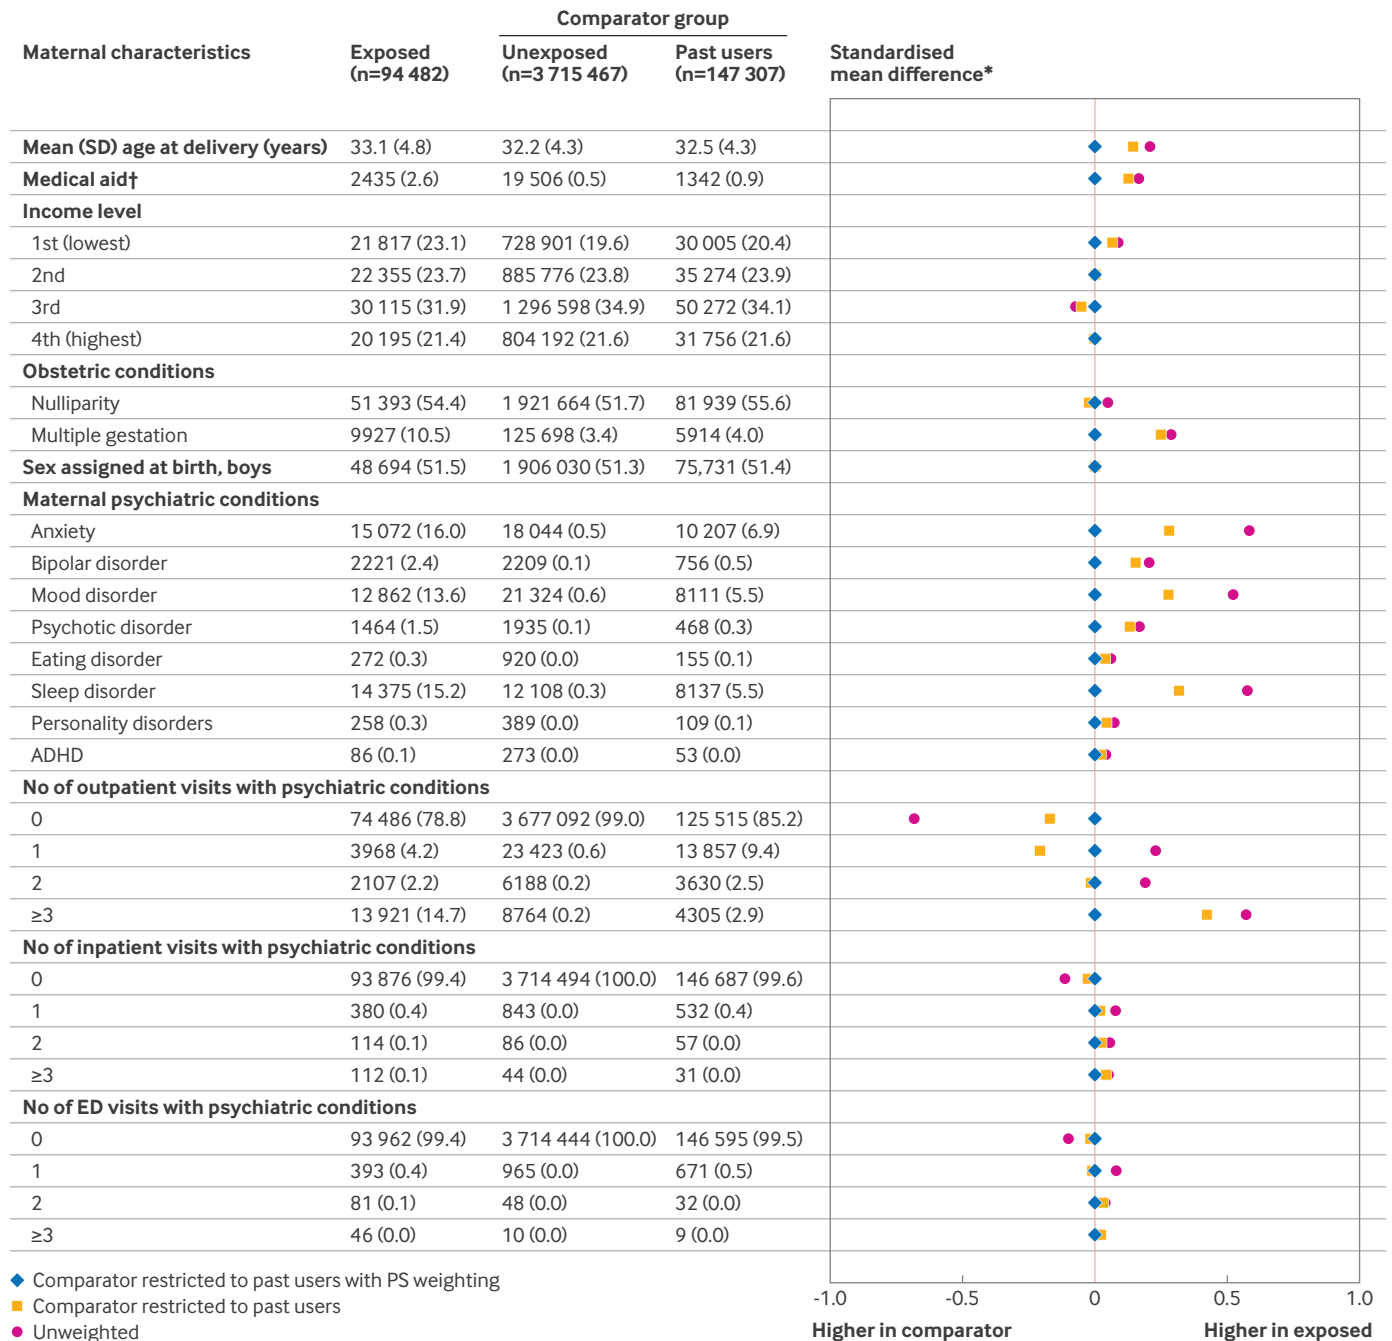 Comparator group
Maternal characteristics Exposed (n=94 482) Unexposed (n=3 715 467) Past users (n=147 307) Standardised mean difference*
Mean (SD) age at delivery (years) 33.1 (4.8) 32.2 (4.3) 32.5 (4.3)
Medical aid† 2435 (2.6) 19 506 (0.5) 1342 (0.9)
Income level
1st (lowest) 21 817 (23.1) 728 901 (19.6) 30 005 (20.4)
2nd 22 355 (23.7) 885 776 (23.8) 35 274 (23.9)
3rd 30 115 (31.9) 1 296 598 (34.9) 50 272 (34.1)
4th (highest) 20 195 (21.4) 804 192 (21.6) 31 756 (21.6)
Obstetric conditions
Nulliparity 51 393 (54.4) 1 921 664 (51.7) 81 939 (55.6)
Multiple gestation 9927 (10.5) 125 698 (3.4) 5914 (4.0)
Sex assigned at birth, boys 48 694 (51.5) 1 906 030 (51.3) 75,731 (51.4)
Maternal psychiatric conditions
Anxiety 15 072 (16.0) 18 044 (0.5) 10 207 (6.9)
Bipolar disorder 2221 (2.4) 2209 (0.1) 756 (0.5)
Mood disorder 12 862 (13.6) 21 324 (0.6) 8111 (5.5)
Psychotic disorder 1464 (1.5) 1935 (0.1) 468 (0.3)
Eating disorder 272 (0.3) 920 (0.0) 155 (0.1)
Sleep disorder 14 375 (15.2) 12 108 (0.3) 8137 (5.5)
Personality disorders 258 (0.3) 389 (0.0) 109 (0.1)
ADHD 86 (0.1) 273 (0.0) 53 (0.0)
No of outpatient visits with psychiatric conditions
0 74 486 (78.8) 3 677 092 (99.0) 125 515 (85.2)
1 3968 (4.2) 23 423 (0.6) 13 857 (9.4)
2 2107 (2.2) 6188 (0.2) 3630 (2.5)
≥3 13 921 (14.7) 8764 (0.2) 4305 (2.9)
No of inpatient visits with psychiatric conditions
0 93 876 (99.4) 3 714 494 (100.0) 146 687 (99.6)
1 380 (0.4) 843 (0.0) 532 (0.4)
2 114 (0.1) 86 (0.0) 57 (0.0)
≥3 112 (0.1) 44 (0.0) 31 (0.0)
No of ED visits with psychiatric conditions
0 93 962 (99.4) 3 714 444 (100.0) 146 595 (99.5)
1 393 (0.4) 965 (0.0) 671 (0.5)
2 81 (0.1) 48 (0.0) 32 (0.0)
≥3 46 (0.0) 10 (0.0) 9 (0.0)
Comparator restricted to past users with PS weighting
Comparator restricted to past users
Unweighted
-1.0 -0.5 0 0.5 1.0
Higher in comparator Higher in exposed